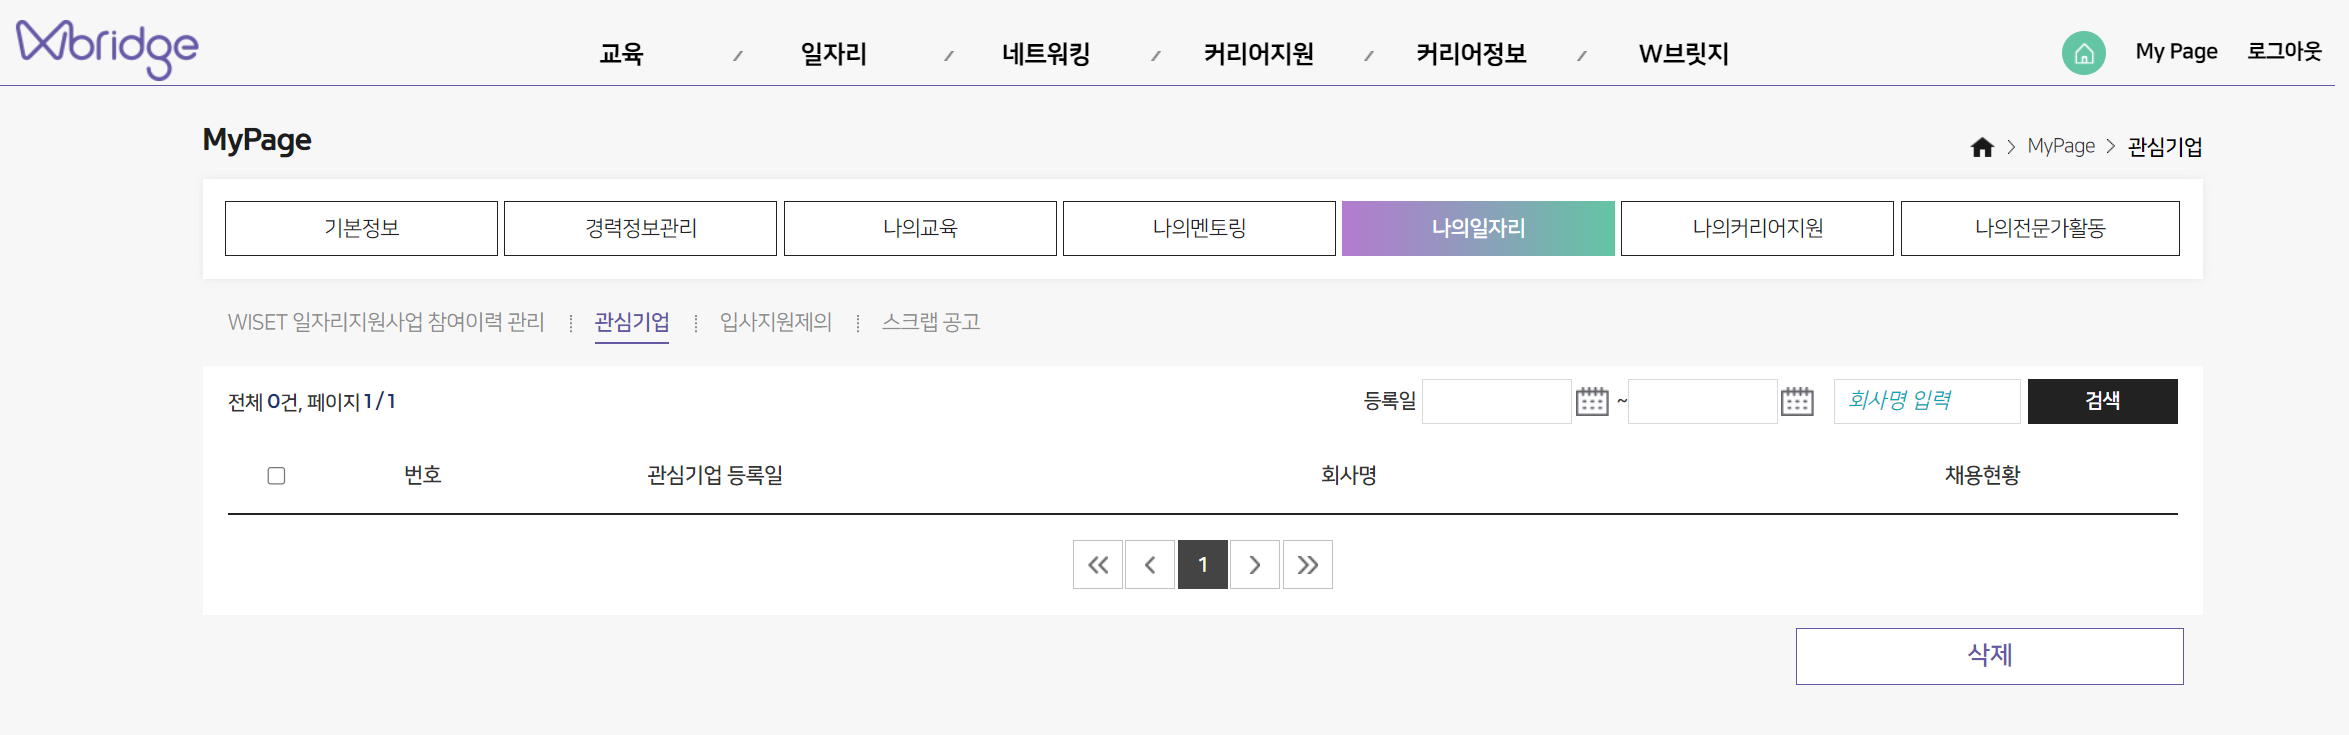 Wbridge
교육 / 일자리 / 네트워킹 / 커리어지원 / 커리어정보 / W브릿지
My Page 로그아웃
MyPage
> MyPage > 관심기업
기본정보 경력정보관리 나의교육 나의멘토링 나의일자리 나의커리어지원 나의전문가활동
WISET 일자리지원사업 참여이력 관리 관심기업 입사지원제의 스크랩 공고
전체 0건, 페이지 1 / 1 등록일 ~ 회사명 입력 검색
번호 관심기업 등록일 회사명 채용현황
1
삭제